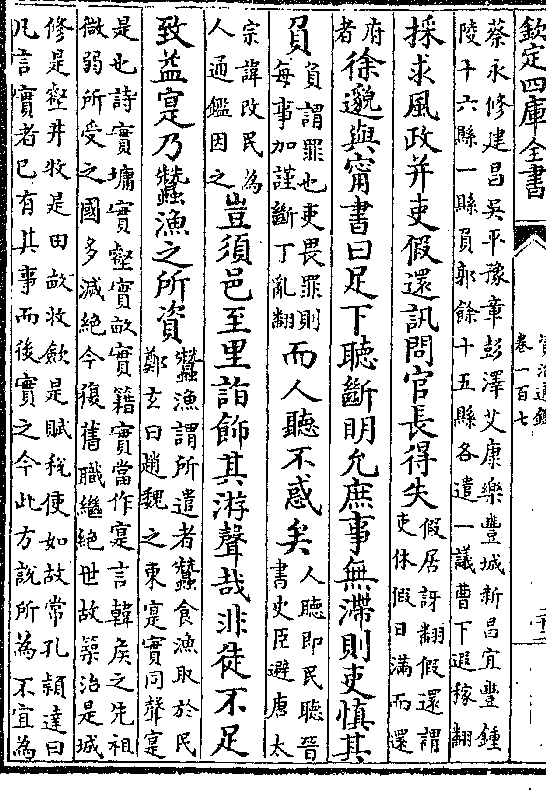 欽定四庫全書
資治通鑑
卷一百七
蔡永修建昌吳平豫章彭澤艾康樂豐城新昌宜豐鍾
陵十六縣一縣員郭餘十五縣各遣一議曹下遐稼翻
採求風政并吏假還訊問官長得失
假居訝翻假還謂
吏休假日滿而還
府
者
徐邈與甯書曰足下聽斷明允庶事無滯則吏慎其
負
負謂罪也吏畏罪則
每事加謹斷丁亂翻
而人聽不惑矣
人聽即民聽晉
書史臣避唐太
宗諱改民為
人通鑑因之
豈須邑至里詣飾其游聲哉非徒不足
致益寔乃蠶漁之所資
蠶漁謂所遣者蠶食漁取於民
鄭玄曰趙魏之東寔實同聲寔
是也詩實墉實壑實畝實籍實當作寔言韓侯之先祖
微弱所受之國多滅絶今復舊職繼絶世故築治是城
修是壑井牧是田畝收斂是賦稅使如故常孔穎達曰
凡言實者已有其事而後實之今此方說所為不宜為